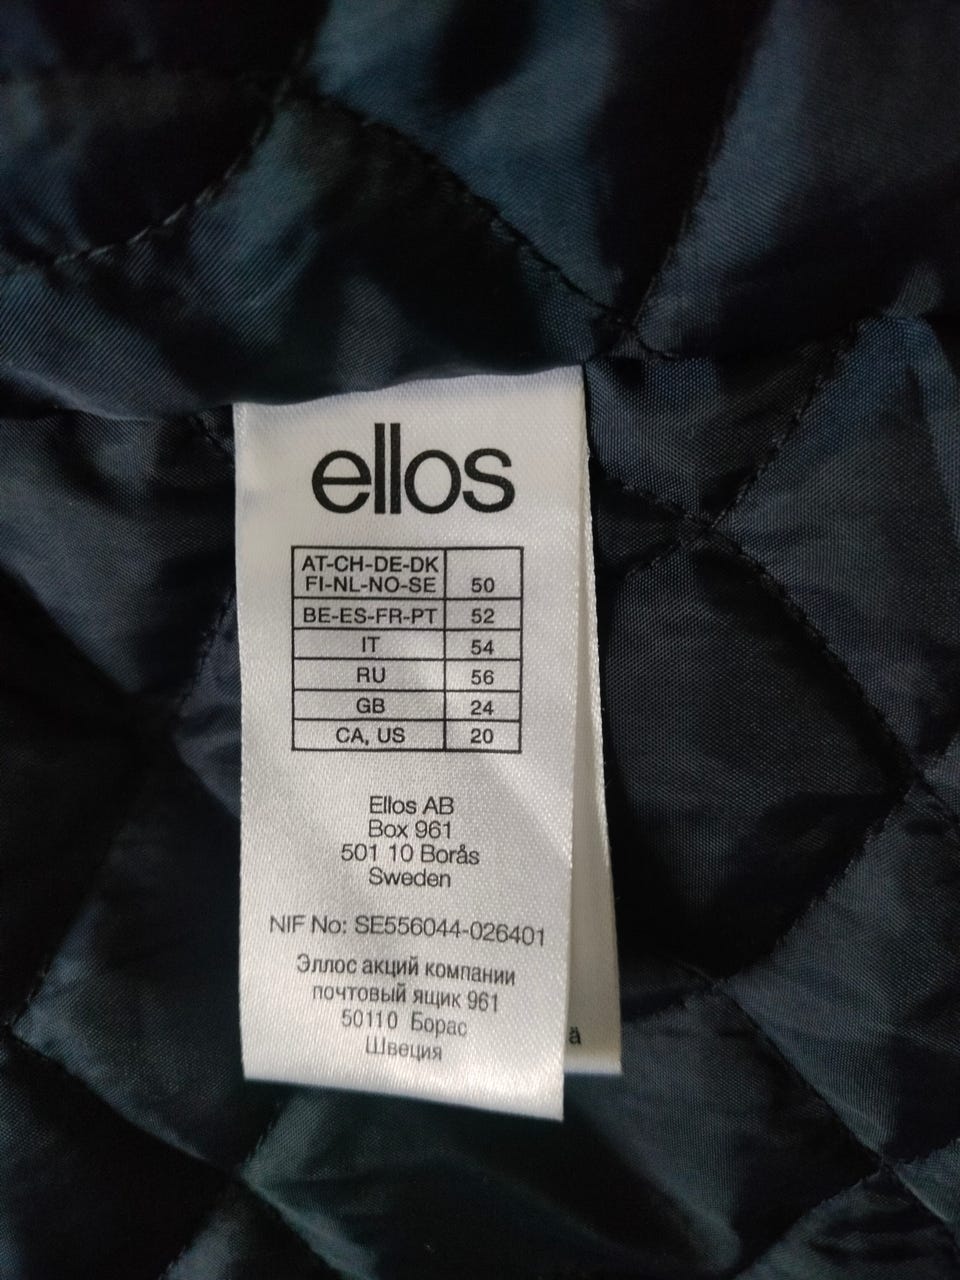 ellos
AT-CH-DE-DK
FI-NL-NO-SE 50
BE-ES-FR-PT 52
IT 54
RU 56
GB 24
CA, US 20
Ellos AB
Box 961
501 10 Borås
Sweden
NIF No: SE556044-026401
Эллос акций компании
почтовый ящик 961
50110 Борас
Швеция
ä